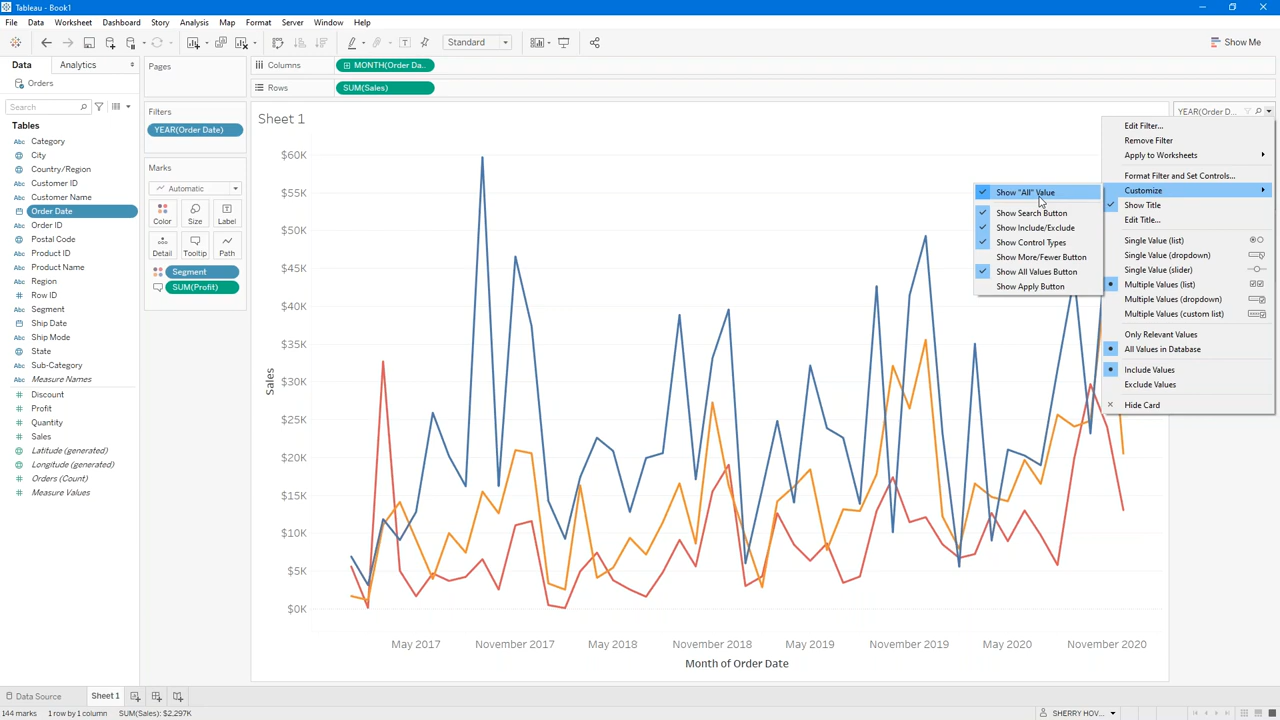 Tableau - Book1
File Data Worksheet Dashboard Story Analysis Map Format Server Window Help
Standard
Show Me
Data Analytics
Orders
Search
Tables
Category
City
Country/Region
Customer ID
Customer Name
Order Date
Order ID
Postal Code
Product ID
Product Name
Region
Row ID
Segment
Ship Date
Ship Mode
State
Sub-Category
Measure Names
Discount
Profit
Quantity
Sales
Latitude (generated)
Longitude (generated)
Orders (Count)
Measure Values
Pages
Filters
YEAR(Order Date)
Marks
Automatic
Color Size Label
Detail Tooltip Path
Segment
SUM(Profit)
Columns MONTH(Order Da..
Rows SUM(Sales)
Sheet 1
$60K
$55K
$50K
$45K
$40K
$35K
$30K
$25K
$20K
$15K
$10K
$5K
$0K
Sales
May 2017 November 2017 May 2018 November 2018 May 2019 November 2019 May 2020 November 2020
Month of Order Date
YEAR(Order D...
Edit Filter...
Remove Filter
Apply to Worksheets
Format Filter and Set Controls...
Customize
Show Title
Edit Title...
Single Value (list)
Single Value (dropdown)
Single Value (slider)
Multiple Values (list)
Multiple Values (dropdown)
Multiple Values (custom list)
Only Relevant Values
All Values in Database
Include Values
Exclude Values
Hide Card
Show "All" Value
Show Search Button
Show Include/Exclude
Show Control Types
Show More/Fewer Button
Show All Values Button
Show Apply Button
Data Source Sheet 1
144 marks 1 row by 1 column SUM(Sales): $2,297K
SHERRY HOV...